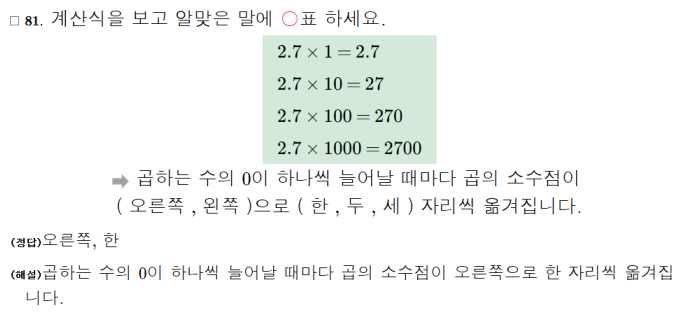 □ 81. 계산식을 보고 알맞은 말에 ○표 하세요.
2.7 × 1 = 2.7
2.7 × 10 = 27
2.7 × 100 = 270
2.7 × 1000 = 2700
➡ 곱하는 수의 0이 하나씩 늘어날 때마다 곱의 소수점이
( 오른쪽 , 왼쪽 )으로 ( 한 , 두 , 세 ) 자리씩 옮겨집니다.
(정답)오른쪽, 한
(해설)곱하는 수의 0이 하나씩 늘어날 때마다 곱의 소수점이 오른쪽으로 한 자리씩 옮겨집
니다.